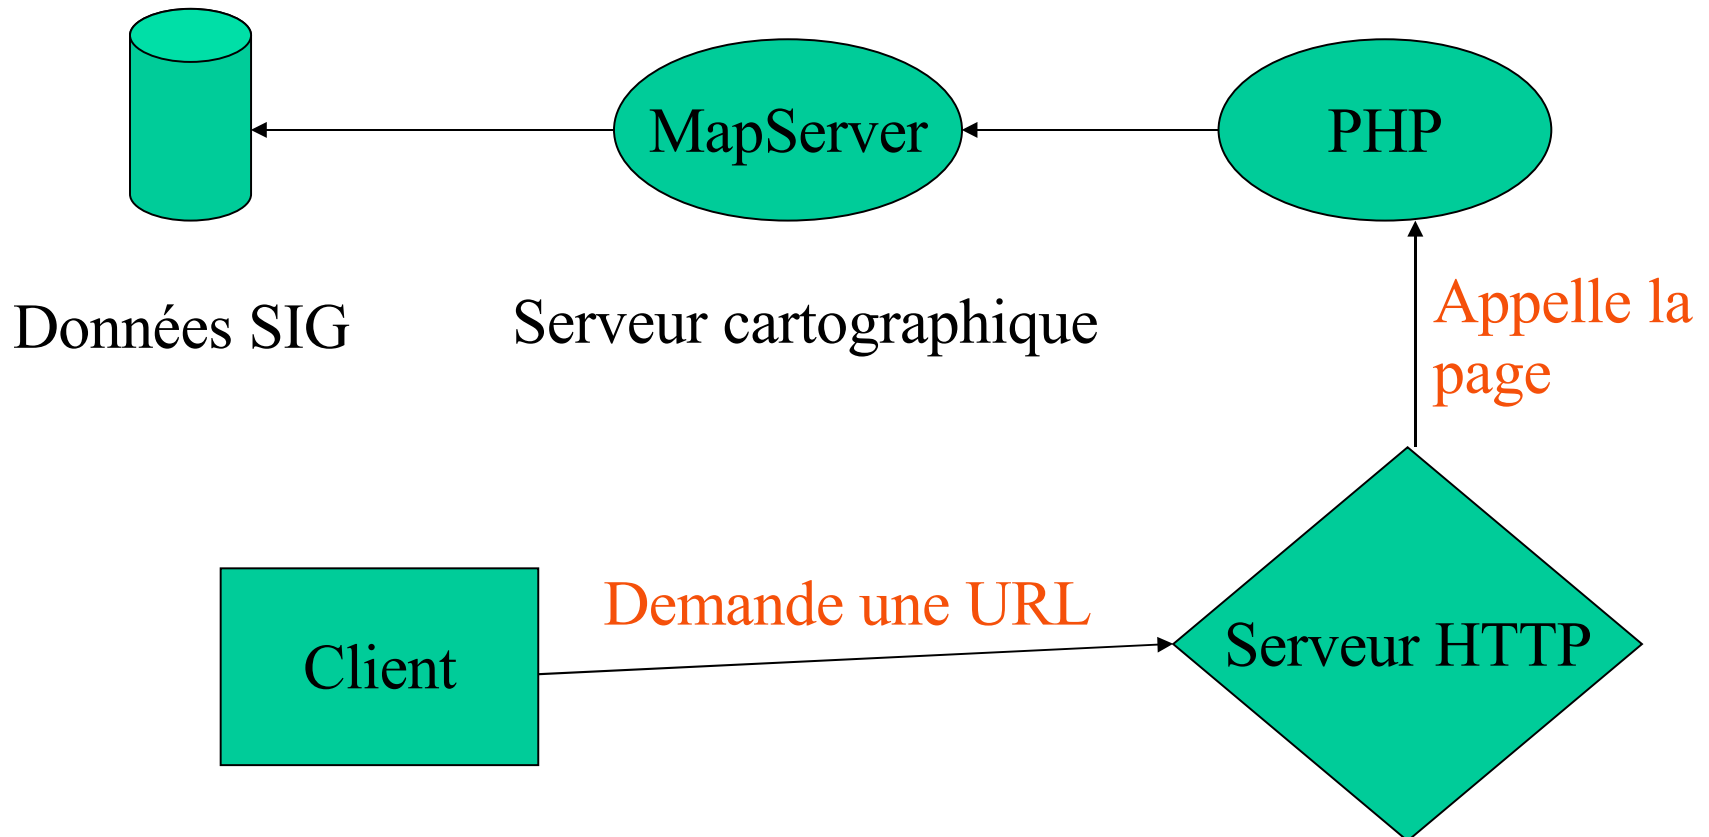 MapServer
PHP
Données SIG
Serveur cartographique
Appelle la
page
Demande une URL
Client
Serveur HTTP